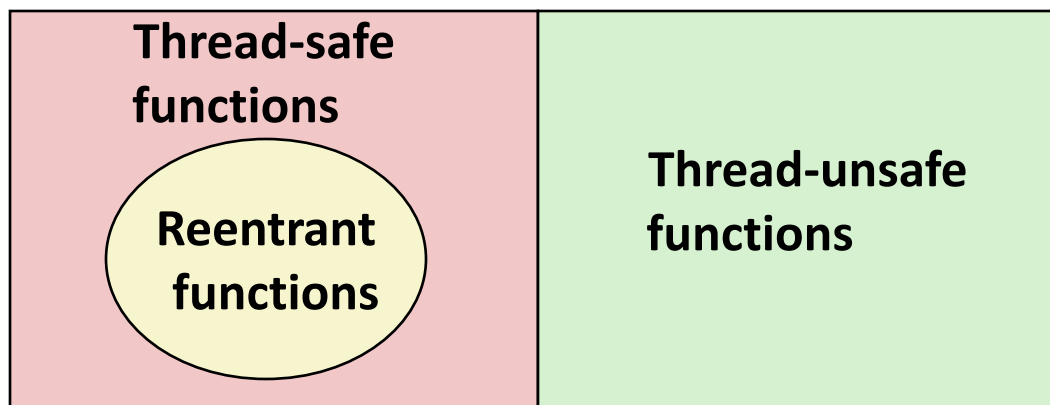 Thread-safe
functions
Reentrant
functions
Thread-unsafe
functions